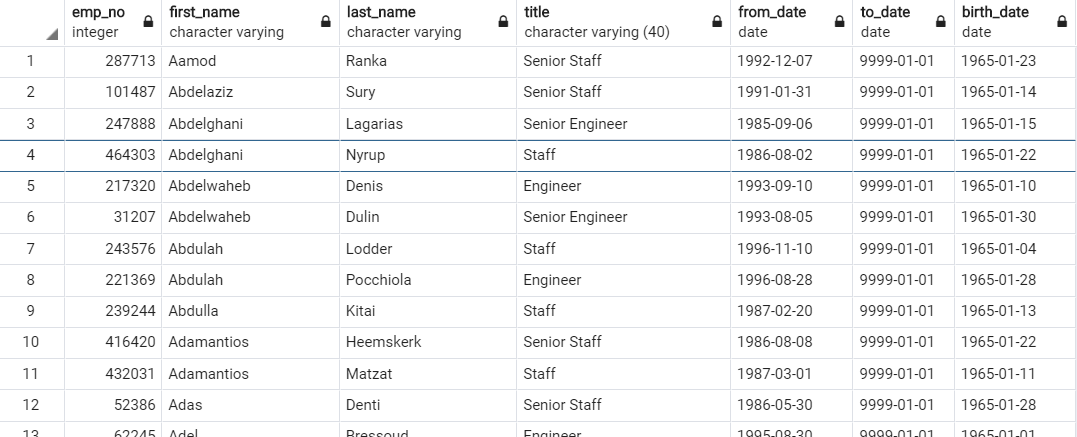 emp_no first_name last_name title from_date to_date birth_date
integer character varying character varying character varying (40) date date date
1 287713 Aamod Ranka Senior Staff 1992-12-07 9999-01-01 1965-01-23
2 101487 Abdelaziz Sury Senior Staff 1991-01-31 9999-01-01 1965-01-14
3 247888 Abdelghani Lagarias Senior Engineer 1985-09-06 9999-01-01 1965-01-15
4 464303 Abdelghani Nyrup Staff 1986-08-02 9999-01-01 1965-01-22
5 217320 Abdelwaheb Denis Engineer 1993-09-10 9999-01-01 1965-01-10
6 31207 Abdelwaheb Dulin Senior Engineer 1993-08-05 9999-01-01 1965-01-30
7 243576 Abdulah Lodder Staff 1996-11-10 9999-01-01 1965-01-04
8 221369 Abdulah Pocchiola Engineer 1996-08-28 9999-01-01 1965-01-28
9 239244 Abdulla Kitai Staff 1987-02-20 9999-01-01 1965-01-13
10 416420 Adamantios Heemskerk Senior Staff 1986-08-08 9999-01-01 1965-01-22
11 432031 Adamantios Matzat Staff 1987-03-01 9999-01-01 1965-01-11
12 52386 Adas Denti Senior Staff 1986-05-30 9999-01-01 1965-01-28
13 62245 Adel Bressoud Engineer 1995-08-30 9999-01-01 1965-01-01